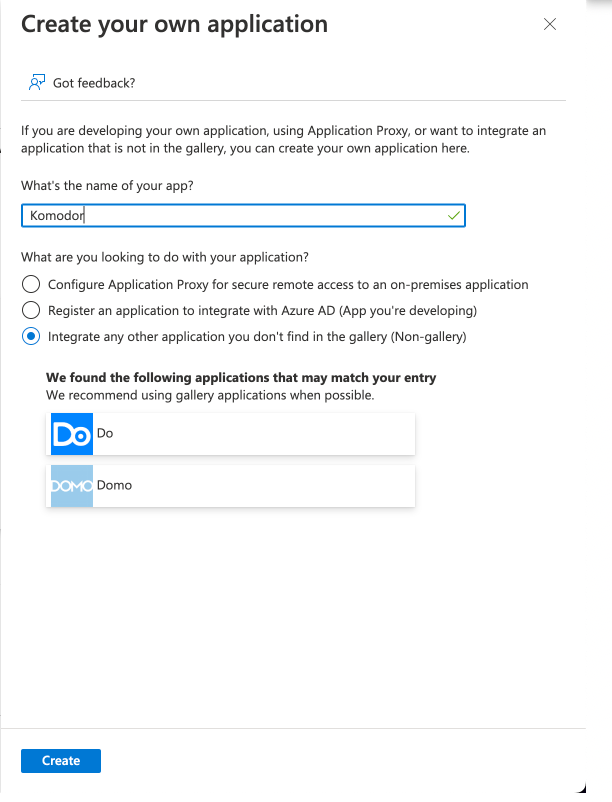 Create your own application
Got feedback?
If you are developing your own application, using Application Proxy, or want to integrate an
application that is not in the gallery, you can create your own application here.
What's the name of your app?
Komodor
What are you looking to do with your application?
Configure Application Proxy for secure remote access to an on-premises application
Register an application to integrate with Azure AD (App you're developing)
Integrate any other application you don't find in the gallery (Non-gallery)
We found the following applications that may match your entry
We recommend using gallery applications when possible.
Do Do
DOMO Domo
Create